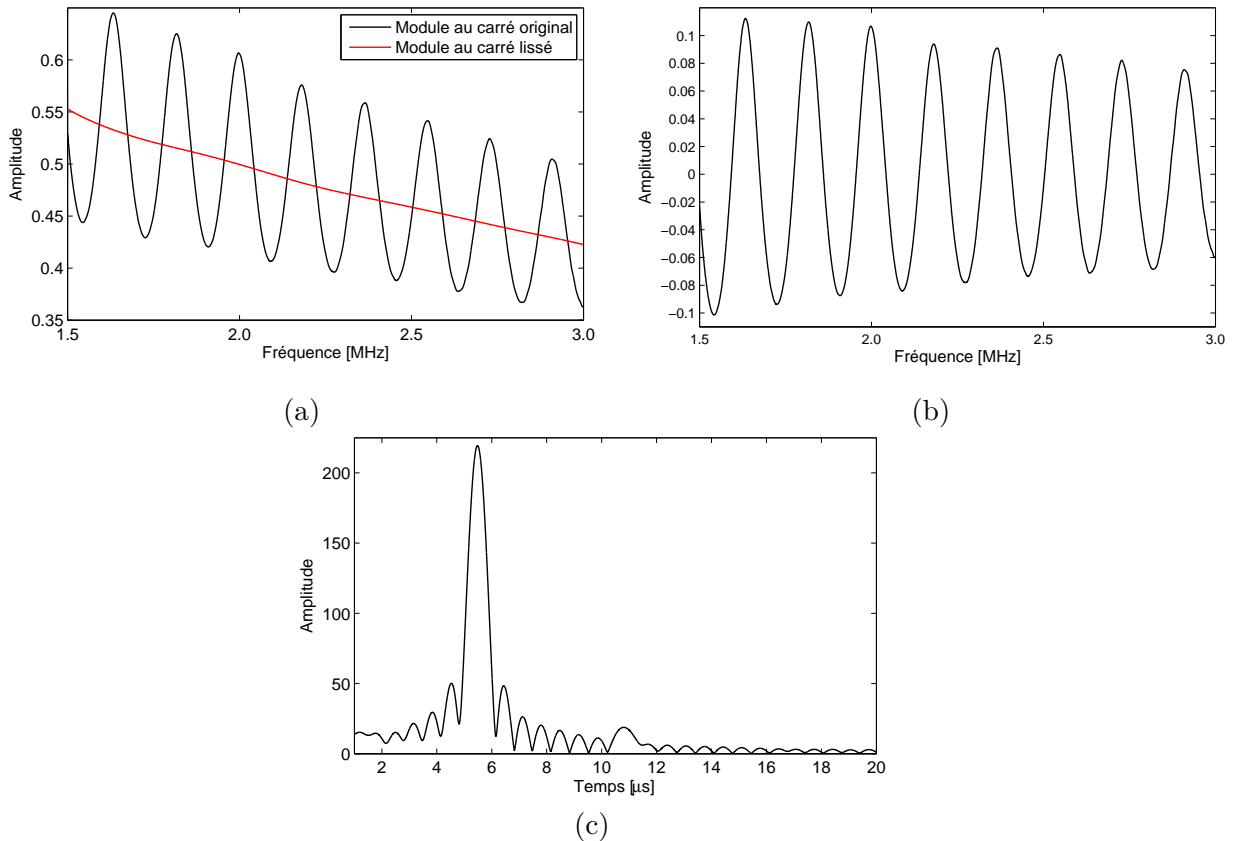 Module au carré original
Module au carré lissé
0.6
0.55
0.5
0.45
0.4
0.35
Amplitude
1.5
2.0
2.5
3.0
Fréquence [MHz]
(a)
0.1
0.08
0.06
0.04
0.02
0
−0.02
−0.04
−0.06
−0.08
−0.1
Amplitude
1.5
2.0
2.5
3.0
Fréquence [MHz]
(b)
200
150
100
50
0
Amplitude
2 4 6 8 10 12 14 16 18 20
Temps [μs]
(c)